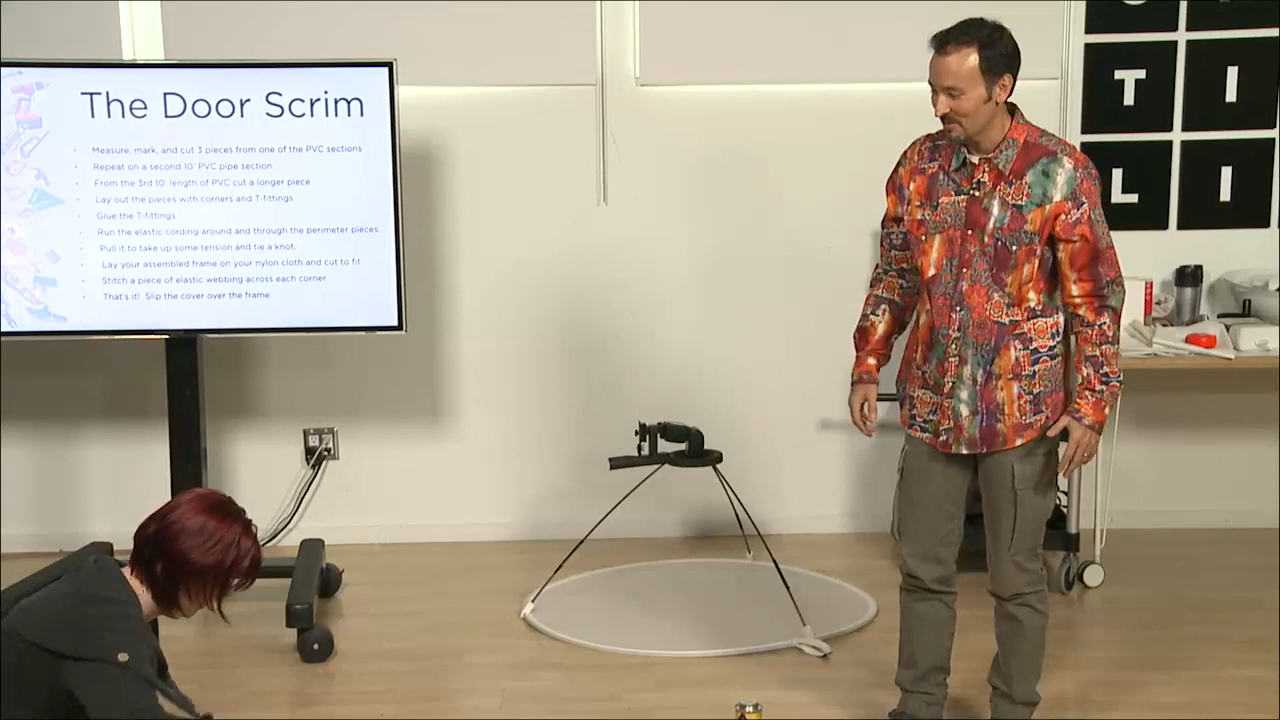 The Door Scrim
• Measure, mark, and cut 3 pieces from one of the PVC sections
• Repeat on a second 10' PVC pipe section
• From the 3rd 10' length of PVC cut a longer piece
• Lay out the pieces with corners and T-fittings
• Glue the T-fittings
• Run the elastic cording around and through the perimeter pieces.
• Pull it to take up some tension and tie a knot.
• Lay your assembled frame on your nylon cloth and cut to fit
• Stitch a piece of elastic webbing across each corner
• That's it! Slip the cover over the frame
T I
L I